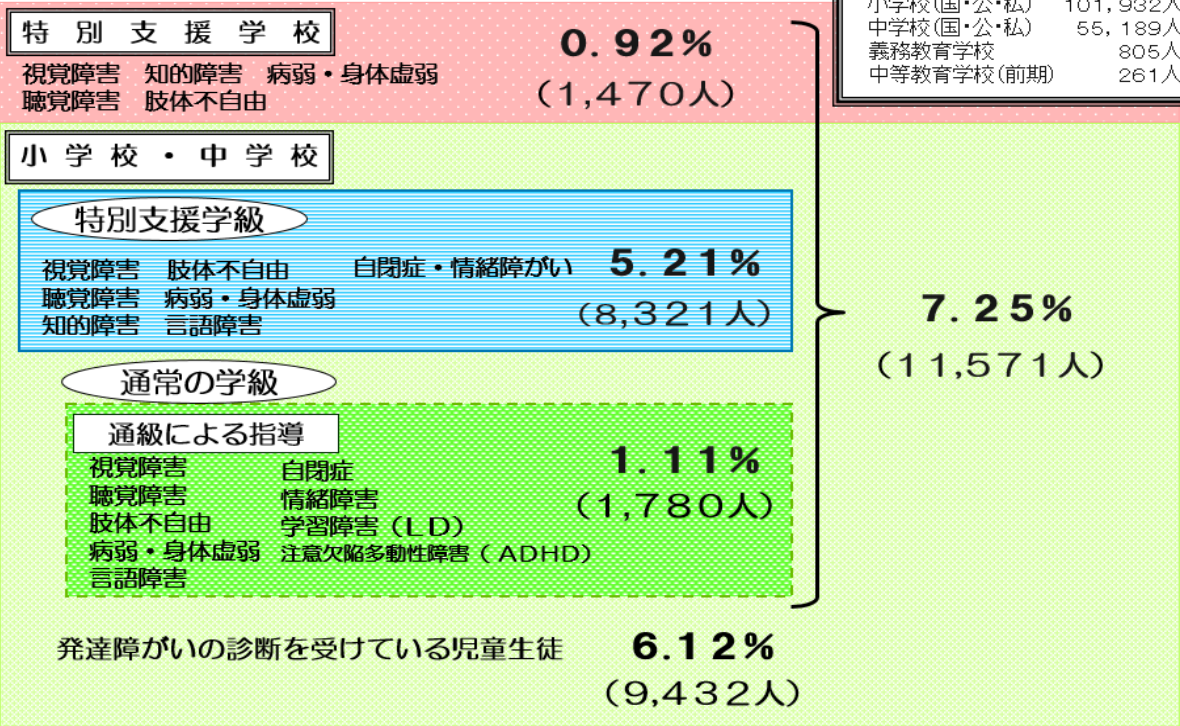 小学校(国・公・私) 101,932人
中学校(国・公・私) 55,189人
義務教育学校 805人
中等教育学校(前期) 261人
特別支援学校
視覚障害 知的障害 病弱・身体虚弱
聴覚障害 肢体不自由
0.92%
(1,470人)
小学校・中学校
特別支援学級
視覚障害 肢体不自由 自閉症・情緒障がい
聴覚障害 病弱・身体虚弱
知的障害 言語障害
5.21%
(8,321人)
通常の学級
通級による指導
視覚障害 自閉症
聴覚障害 情緒障害
肢体不自由 学習障害(LD)
病弱・身体虚弱 注意欠陥多動性障害(ADHD)
言語障害
1.11%
(1,780人)
7.25%
(11,571人)
発達障がいの診断を受けている児童生徒
6.12%
(9,432人)